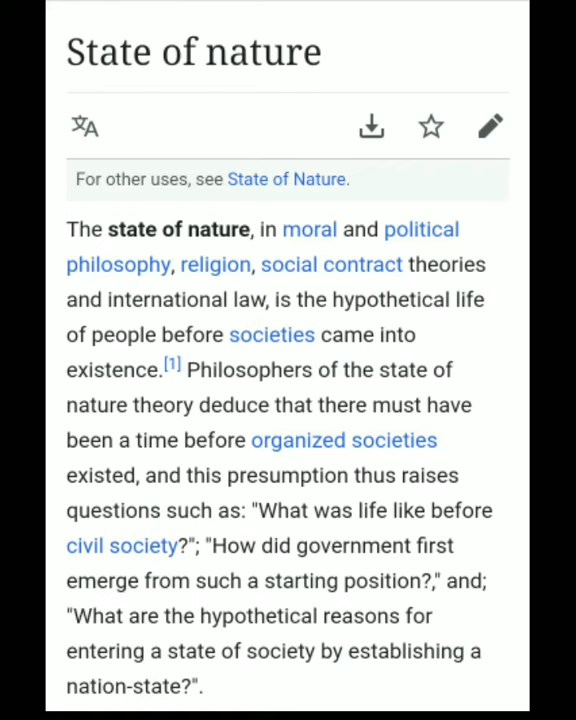 State of nature
For other uses, see State of Nature.
The state of nature, in moral and political
philosophy, religion, social contract theories
and international law, is the hypothetical life
of people before societies came into
existence.[1] Philosophers of the state of
nature theory deduce that there must have
been a time before organized societies
existed, and this presumption thus raises
questions such as: "What was life like before
civil society?"; "How did government first
emerge from such a starting position?," and;
"What are the hypothetical reasons for
entering a state of society by establishing a
nation-state?".